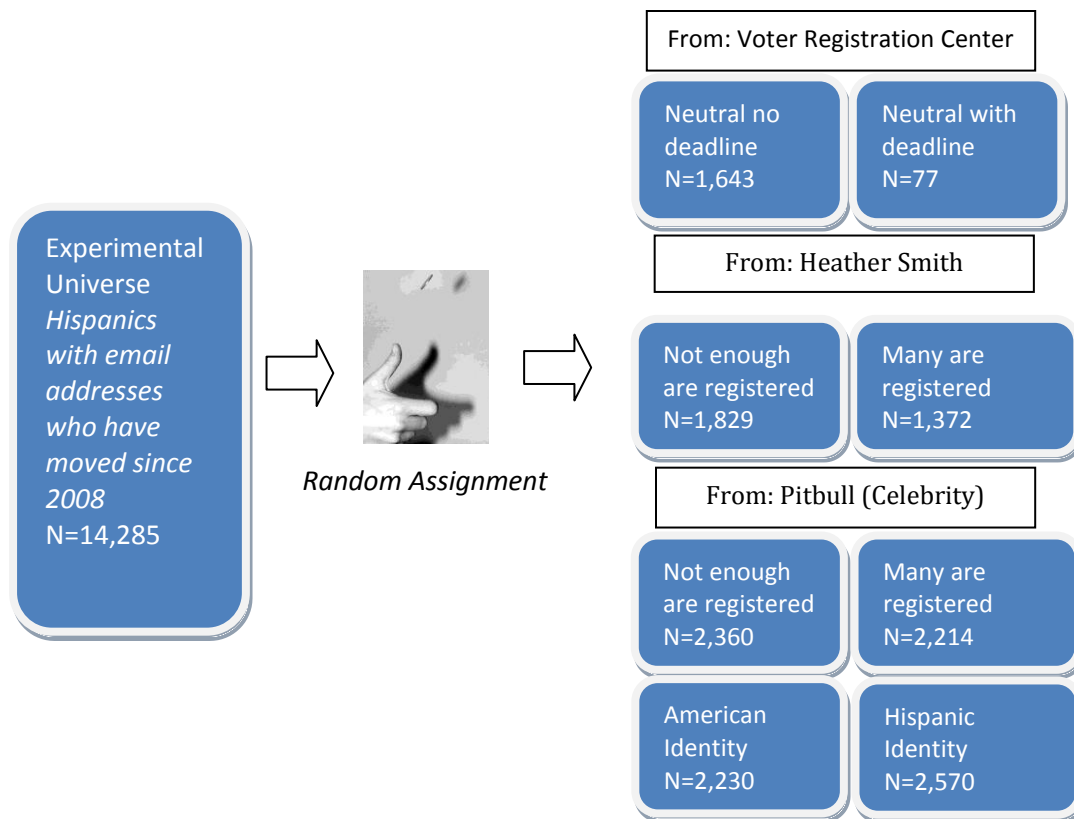 From: Voter Registration Center
Neutral no
deadline
N=1,643
Neutral with
deadline
N=77
Experimental
Universe
Hispanics
with email
addresses
who have
moved since
2008
N=14,285
Random Assignment
From: Heather Smith
Not enough
are registered
N=1,829
Many are
registered
N=1,372
From: Pitbull (Celebrity)
Not enough
are registered
N=2,360
Many are
registered
N=2,214
American
Identity
N=2,230
Hispanic
Identity
N=2,570